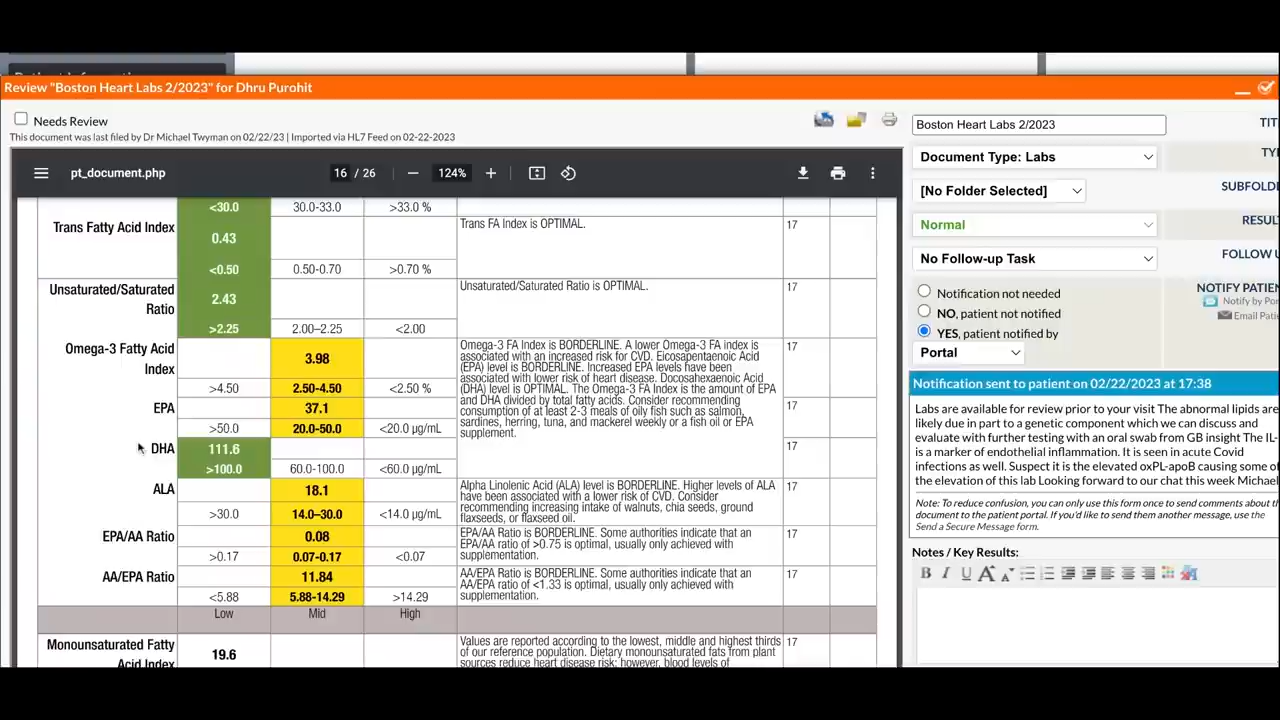 Review "Boston Heart Labs 2/2023" for Dhru Purohit
Needs Review
This document was last filed by Dr Michael Twyman on 02/22/23 | Imported via HL7 Feed on 02-22-2023
pt_document.php
16 / 26
124%
<30.0 30.0-33.0 >33.0 %
Trans Fatty Acid Index
0.43
<0.50 0.50-0.70 >0.70 %
Trans FA Index is OPTIMAL.
17
Unsaturated/Saturated
Ratio
2.43
>2.25 2.00–2.25 <2.00
Unsaturated/Saturated Ratio is OPTIMAL.
17
Omega-3 Fatty Acid
Index
3.98
>4.50 2.50-4.50 <2.50 %
EPA
37.1
>50.0 20.0-50.0 <20.0 µg/mL
DHA
111.6
>100.0 60.0-100.0 <60.0 µg/mL
Omega-3 FA Index is BORDERLINE. A lower Omega-3 FA index is
associated with an increased risk for CVD. Eicosapentaenoic Acid
(EPA) level is BORDERLINE. Increased EPA levels have been
associated with lower risk of heart disease. Docosahexaenoic Acid
(DHA) level is OPTIMAL. The Omega-3 FA Index is the amount of EPA
and DHA divided by total fatty acids. Consider recommending
consumption of at least 2-3 meals of oily fish such as salmon,
sardines, herring, tuna, and mackerel weekly or a fish oil or EPA
supplement.
17
17
17
ALA
18.1
>30.0 14.0–30.0 <14.0 µg/mL
Alpha Linolenic Acid (ALA) level is BORDERLINE. Higher levels of ALA
have been associated with a lower risk of CVD. Consider
recommending increasing intake of walnuts, chia seeds, ground
flaxseeds, or flaxseed oil.
17
EPA/AA Ratio
0.08
>0.17 0.07-0.17 <0.07
EPA/AA Ratio is BORDERLINE. Some authorities indicate that an
EPA/AA ratio of >0.75 is optimal, usually only achieved with
supplementation.
17
AA/EPA Ratio
11.84
<5.88 5.88-14.29 >14.29
AA/EPA Ratio is BORDERLINE. Some authorities indicate that an
AA/EPA ratio of <1.33 is optimal, usually only achieved with
supplementation.
17
Low Mid High
Monounsaturated Fatty
Acid Index
19.6
Values are reported according to the lowest, middle and highest thirds
of our reference population. Dietary monounsaturated fats from plant
sources reduce heart disease risk; however, blood levels of
17
Boston Heart Labs 2/2023
TIT
Document Type: Labs
TYP
[No Folder Selected]
SUBFOLD
Normal
RESUL
No Follow-up Task
FOLLOW U
NOTIFY PATIEN
Notification not needed
Notify by Por
NO, patient not notified
Email Patie
YES, patient notified by
Portal
Notification sent to patient on 02/22/2023 at 17:38
Labs are available for review prior to your visit The abnormal lipids are
likely due in part to a genetic component which we can discuss and
evaluate with further testing with an oral swab from GB insight The IL-
is a marker of endothelial inflammation. It is seen in acute Covid
infections as well. Suspect it is the elevated oxPL-apoB causing some of
the elevation of this lab Looking forward to our chat this week Michael
Note: To reduce confusion, you can only use this form once to send comments about th
document to the patient portal. If you'd like to send them another message, use the
Send a Secure Message form.
Notes / Key Results:
B I U A A